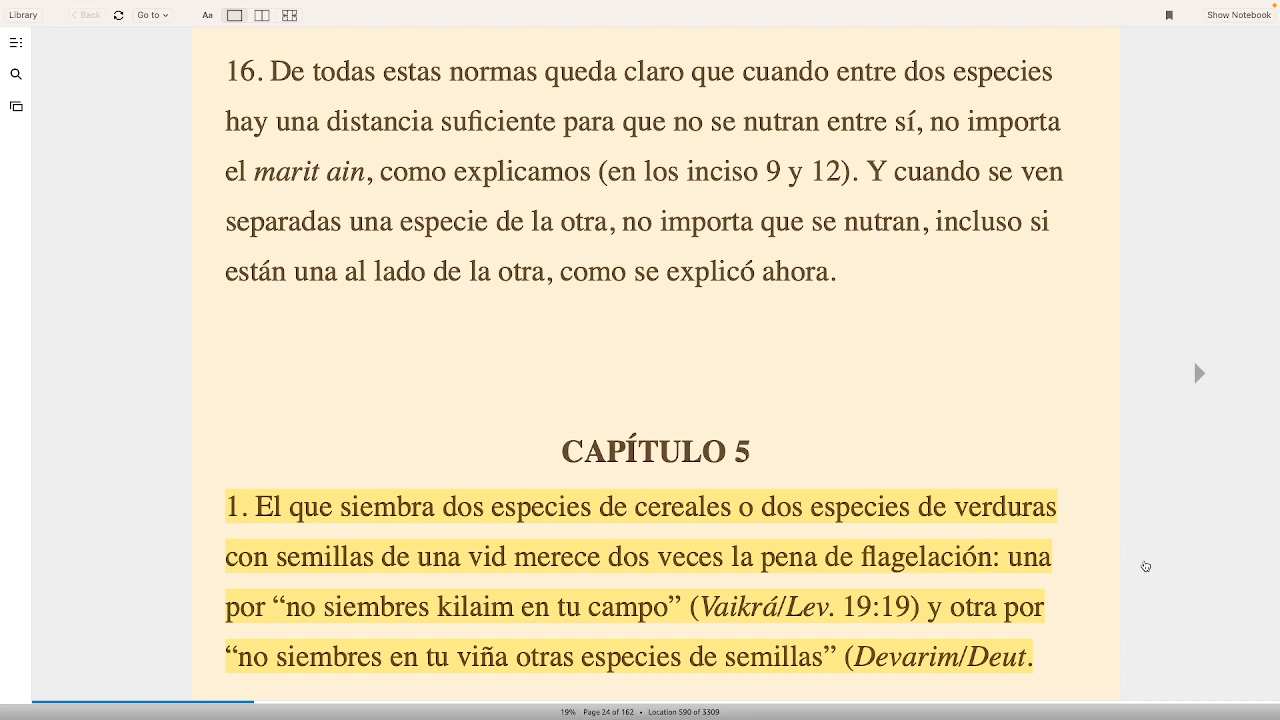 Library
Back
Go to
Aa
Show Notebook
16. De todas estas normas queda claro que cuando entre dos especies
hay una distancia suficiente para que no se nutran entre sí, no importa
el marit ain, como explicamos (en los inciso 9 y 12). Y cuando se ven
separadas una especie de la otra, no importa que se nutran, incluso si
están una al lado de la otra, como se explicó ahora.
CAPÍTULO 5
1. El que siembra dos especies de cereales o dos especies de verduras
con semillas de una vid merece dos veces la pena de flagelación: una
por “no siembres kilaim en tu campo” (Vaikrá/Lev. 19:19) y otra por
“no siembres en tu viña otras especies de semillas” (Devarim/Deut.
19% Page 24 of 162 • Location 590 of 3309